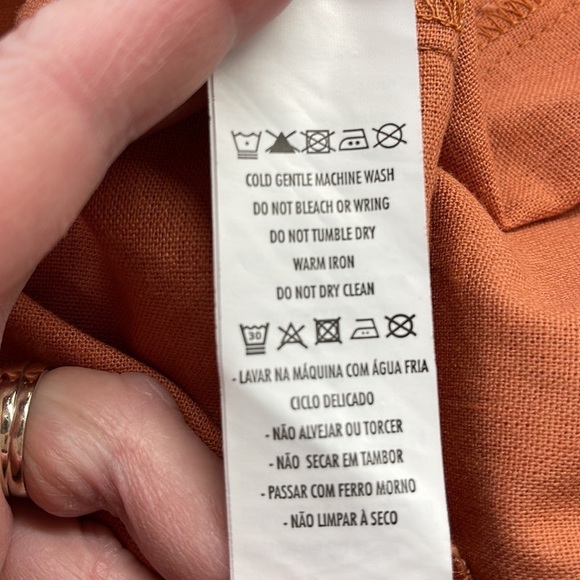 COLD GENTLE MACHINE WASH
DO NOT BLEACH OR WRING
DO NOT TUMBLE DRY
WARM IRON
DO NOT DRY CLEAN
30
- LAVAR NA MÁQUINA COM ÁGUA FRIA
CICLO DELICADO
- NÃO ALVEJAR OU TORCER
- NÃO SECAR EM TAMBOR
- PASSAR COM FERRO MORNO
- NÃO LIMPAR À SECO